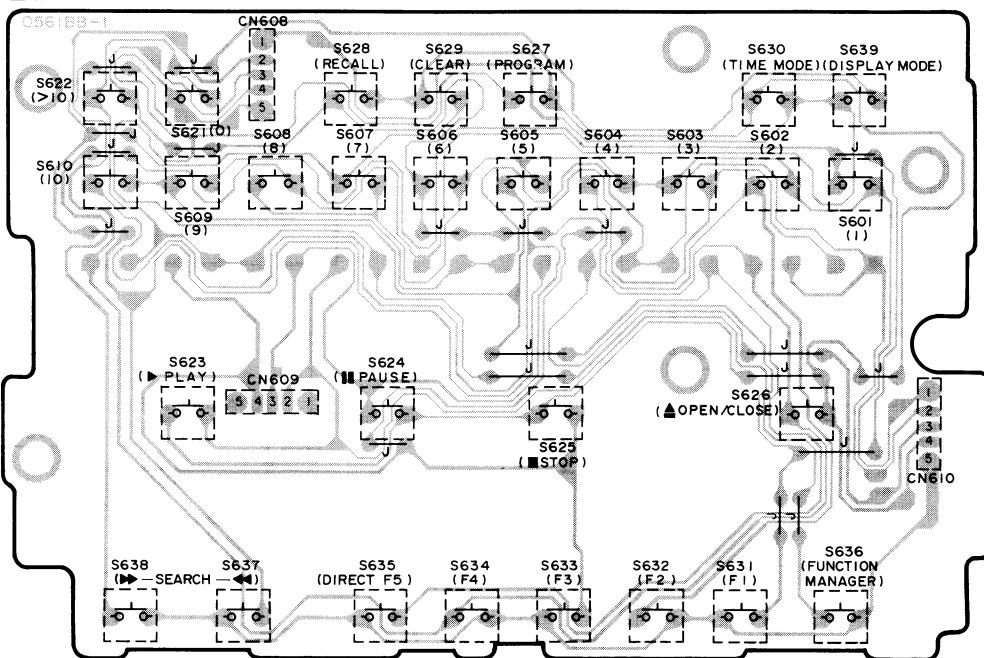 0561BB-1
CN608
1
2
3
4
5
S628
(RECALL)
S629
(CLEAR)
S627
(PROGRAM)
S630
(TIME MODE)
S639
(DISPLAY MODE)
J
J
S622
(>10)
S621(0)
J
J
J
S610
(10)
S608
(8)
S607
(7)
S606
(6)
S605
(5)
S604
(4)
S603
(3)
S602
(2)
J
S609
(9)
S601
(1)
J
J
J
J
J
J
J
J
S623
(▶ PLAY)
CN609
5 4 3 2 1
S624
(❚❚ PAUSE)
J
S625
(■ STOP)
S626
(⏏OPEN/CLOSE)
J
1
2
3
4
5
CN610
J
J
S638
(▶▶ — SEARCH — ◀◀)
S637
S635
(DIRECT F5)
S634
(F4)
S633
(F3)
S632
(F2)
S631
(F1)
S636
(FUNCTION
MANAGER)